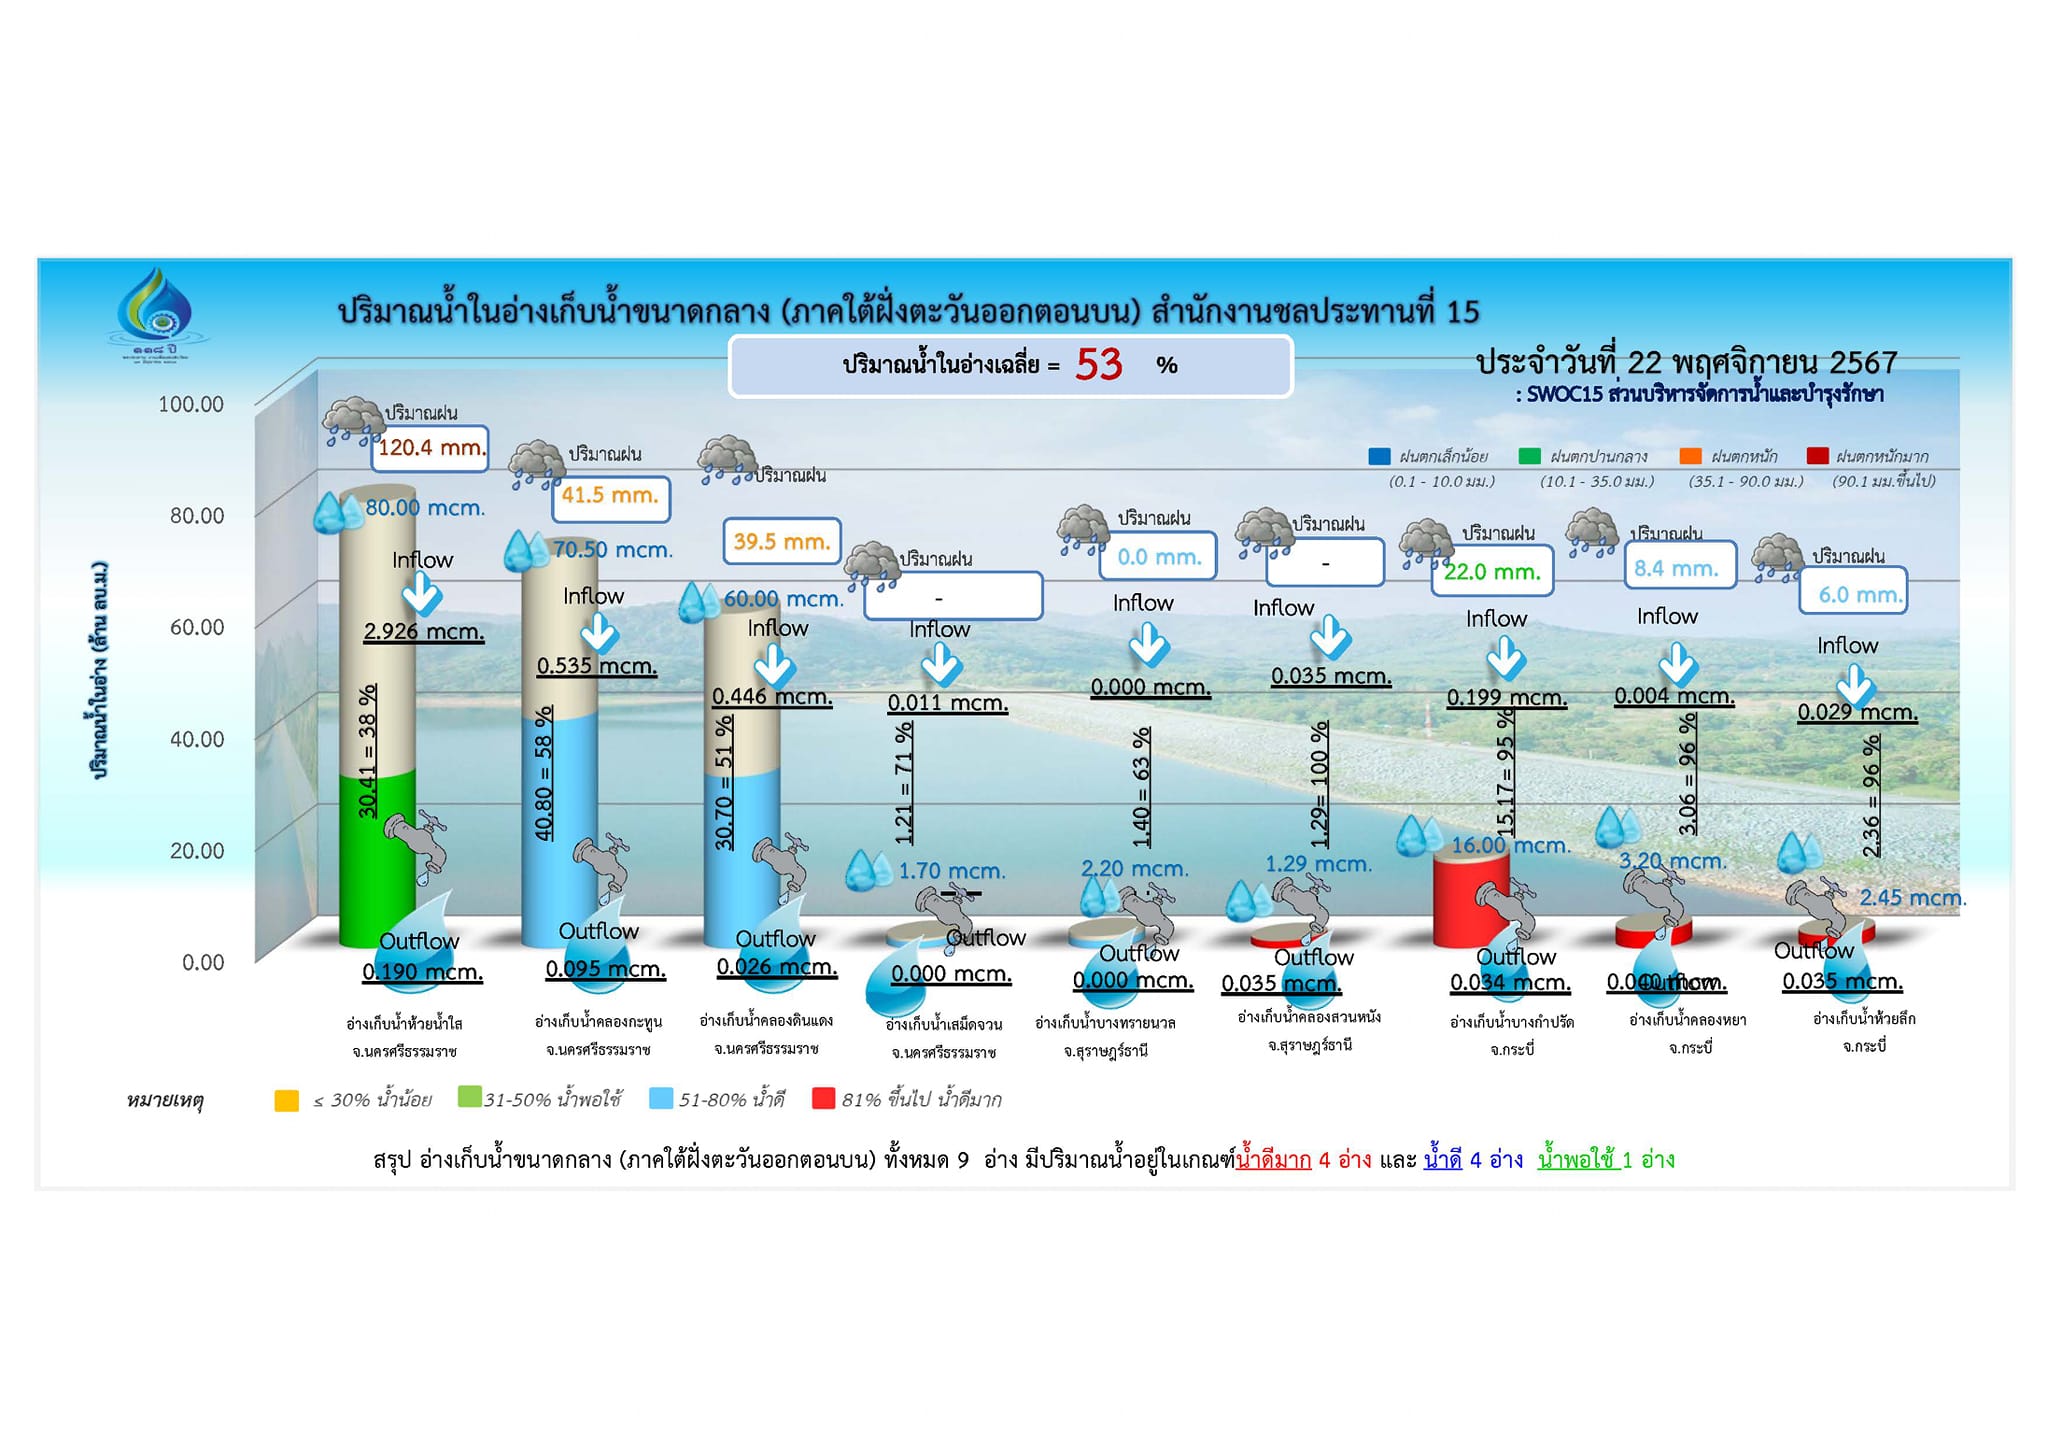 ปริมาณน้ำในอ่างเก็บน้ำขนาดกลาง (ภาคใต้ฝั่งตะวันออกตอนบน) สำนักงานชลประทานที่ 15
๑๑๘ ปี
ปริมาณน้ำในอ่างเฉลี่ย = 53 %
ประจำวันที่ 22 พฤศจิกายน 2567
: SWOC15 ส่วนบริหารจัดการน้ำและบำรุงรักษา
ฝนตกเล็กน้อย ฝนตกปานกลาง ฝนตกหนัก ฝนตกหนักมาก
(0.1 - 10.0 มม.) (10.1 - 35.0 มม.) (35.1 - 90.0 มม.) (90.1 มม.ขึ้นไป)
ปริมาณน้ำในอ่าง (ล้าน ลบ.ม.)
100.00
80.00
60.00
40.00
20.00
0.00
ปริมาณฝน
120.4 mm.
80.00 mcm.
Inflow
2.926 mcm.
30.41 = 38 %
Outflow
0.190 mcm.
อ่างเก็บน้ำห้วยน้ำใส
จ.นครศรีธรรมราช
ปริมาณฝน
41.5 mm.
70.50 mcm.
Inflow
0.535 mcm.
40.80 = 58 %
Outflow
0.095 mcm.
อ่างเก็บน้ำคลองกะทูน
จ.นครศรีธรรมราช
ปริมาณฝน
39.5 mm.
60.00 mcm.
Inflow
0.446 mcm.
30.70 = 51 %
Outflow
0.026 mcm.
อ่างเก็บน้ำคลองดินแดง
จ.นครศรีธรรมราช
ปริมาณฝน
-
Inflow
0.011 mcm.
1.21 = 71 %
1.70 mcm.
Outflow
0.000 mcm.
อ่างเก็บน้ำเสม็ดจวน
จ.นครศรีธรรมราช
ปริมาณฝน
0.0 mm.
Inflow
0.000 mcm.
1.40 = 63 %
2.20 mcm.
Outflow
0.000 mcm.
อ่างเก็บน้ำบางทรายนวล
จ.สุราษฎร์ธานี
ปริมาณฝน
-
Inflow
0.035 mcm.
1.29= 100 %
1.29 mcm.
Outflow
0.035 mcm.
อ่างเก็บน้ำคลองสวนหนัง
จ.สุราษฎร์ธานี
ปริมาณฝน
22.0 mm.
Inflow
0.199 mcm.
15.17= 95 %
16.00 mcm.
Outflow
0.034 mcm.
อ่างเก็บน้ำบางกำปรัด
จ.กระบี่
ปริมาณฝน
8.4 mm.
Inflow
0.004 mcm.
3.06 = 96 %
3.20 mcm.
Outflow
อ่างเก็บน้ำคลองหยา
จ.กระบี่
ปริมาณฝน
6.0 mm.
Inflow
0.029 mcm.
2.36 = 96 %
2.45 mcm.
Outflow
0.035 mcm.
อ่างเก็บน้ำห้วยลึก
จ.กระบี่
หมายเหตุ ≤ 30% น้ำน้อย 31-50% น้ำพอใช้ 51-80% น้ำดี 81% ขึ้นไป น้ำดีมาก
สรุป อ่างเก็บน้ำขนาดกลาง (ภาคใต้ฝั่งตะวันออกตอนบน) ทั้งหมด 9 อ่าง มีปริมาณน้ำอยู่ในเกณฑ์น้ำดีมาก 4 อ่าง และ น้ำดี 4 อ่าง น้ำพอใช้ 1 อ่าง